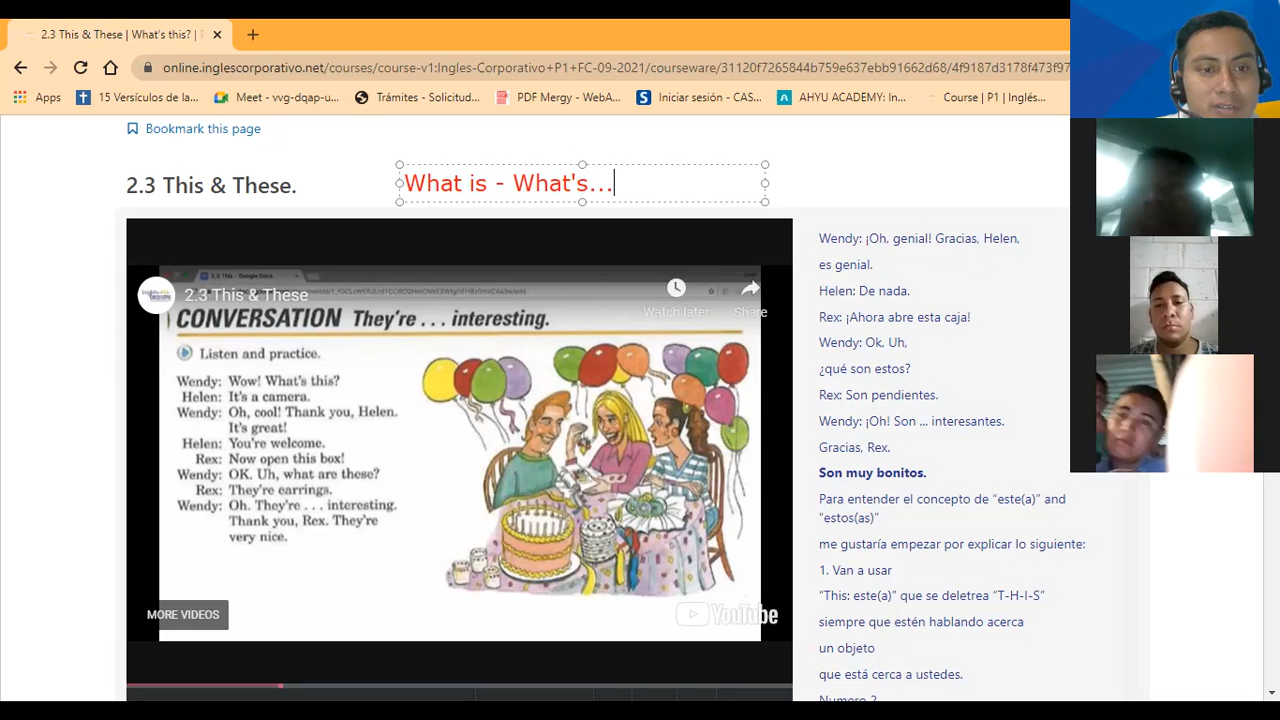 2.3 This & These | What's this? |
online.inglescorporativo.net/courses/course-v1:Ingles-Corporativo+P1+FC-09-2021/courseware/31120f7265844b759e637ebb91662d68/4f9187d3178f473f97
Apps 15 Versículos de la... Meet - vvg-dqap-u... Trámites - Solicitud... PDF Mergy - WebA... Iniciar sesión - CAS... AHYU ACADEMY: In... Course | P1 | Inglés...
Bookmark this page
2.3 This & These. What is - What's...
2.3 This & These
Watch later Share
CONVERSATION They're . . . interesting.
Listen and practice.
Wendy: Wow! What's this?
Helen: It's a camera.
Wendy: Oh, cool! Thank you, Helen.
It's great!
Helen: You're welcome.
Rex: Now open this box!
Wendy: OK. Uh, what are these?
Rex: They're earrings.
Wendy: Oh. They're . . . interesting.
Thank you, Rex. They're
very nice.
MORE VIDEOS
YouTube
Wendy: ¡Oh, genial! Gracias, Helen,
es genial.
Helen: De nada.
Rex: ¡Ahora abre esta caja!
Wendy: Ok, Uh,
¿qué son estos?
Rex: Son pendientes.
Wendy: ¡Oh! Son ... interesantes.
Gracias, Rex.
Son muy bonitos.
Para entender el concepto de "este(a)" and
"estos(as)"
me gustaría empezar por explicar lo siguiente:
1. Van a usar
"This: este(a)" que se deletrea "T-H-I-S"
siempre que estén hablando acerca
un objeto
que está cerca a ustedes.
Numero 2